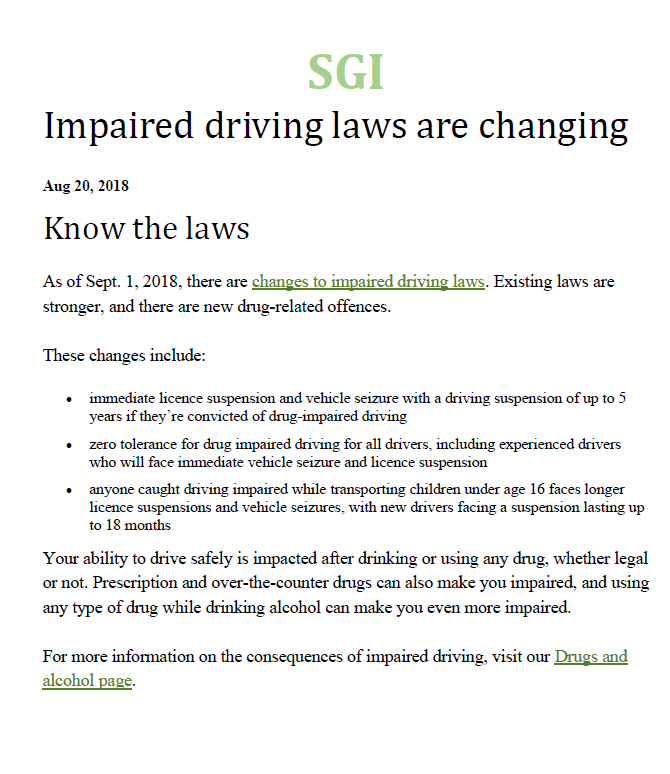 SGI
Impaired driving laws are changing
Aug 20, 2018
Know the laws
As of Sept. 1, 2018, there are changes to impaired driving laws. Existing laws are
stronger, and there are new drug-related offences.
These changes include:
• immediate licence suspension and vehicle seizure with a driving suspension of up to 5
years if they’re convicted of drug-impaired driving
• zero tolerance for drug impaired driving for all drivers, including experienced drivers
who will face immediate vehicle seizure and licence suspension
• anyone caught driving impaired while transporting children under age 16 faces longer
licence suspensions and vehicle seizures, with new drivers facing a suspension lasting up
to 18 months
Your ability to drive safely is impacted after drinking or using any drug, whether legal
or not. Prescription and over-the-counter drugs can also make you impaired, and using
any type of drug while drinking alcohol can make you even more impaired.
For more information on the consequences of impaired driving, visit our Drugs and
alcohol page.